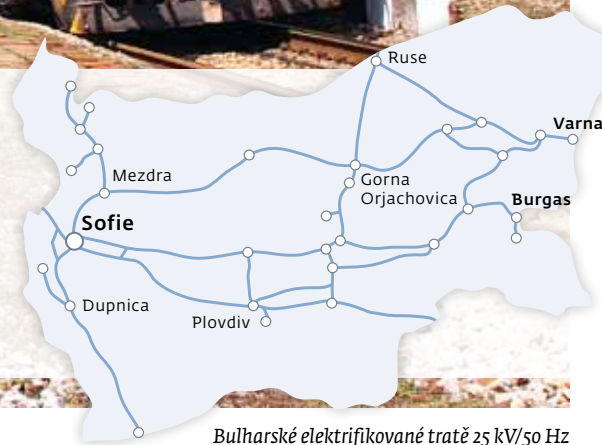 Ruse
Varna
Mezdra
Gorna
Orjachovica
Burgas
Sofie
Dupnica
Plovdiv
Bulharské elektrifikované tratě 25 kV/50 Hz